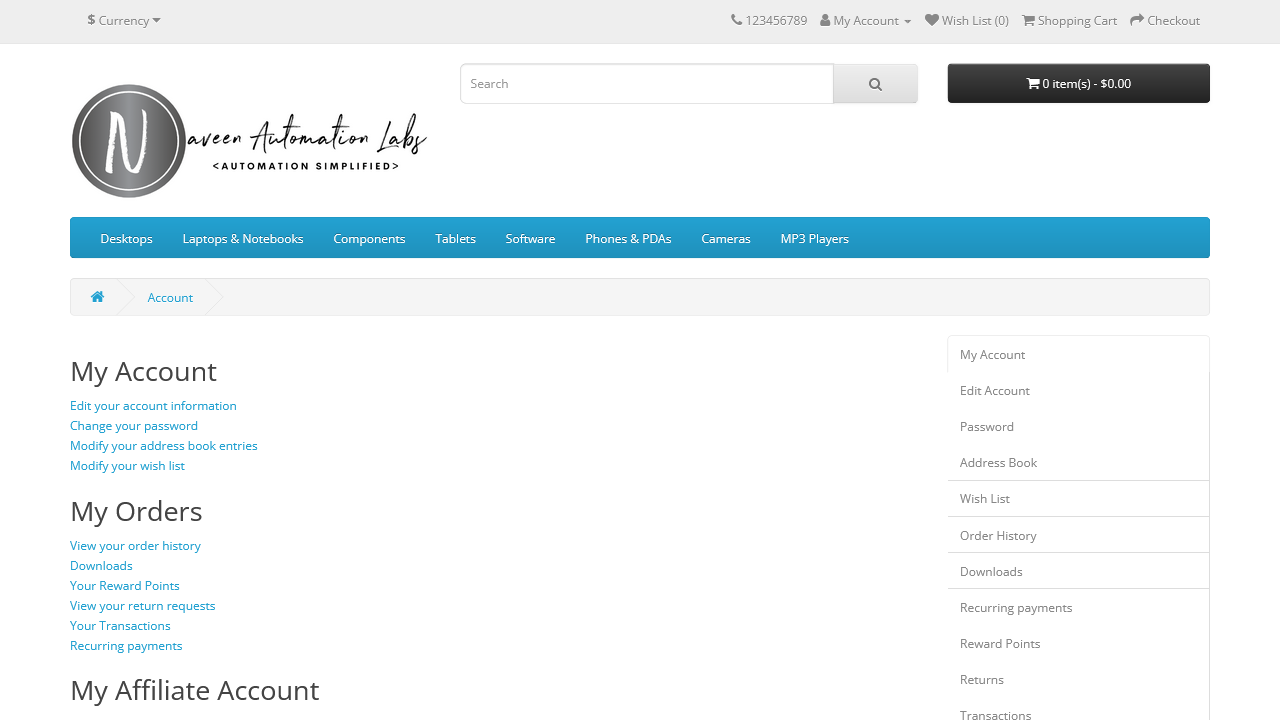 $ Currency
123456789
My Account
Wish List (0)
Shopping Cart
Checkout
Search
0 item(s) - $0.00
N
aveen Automation Labs
<AUTOMATION SIMPLIFIED>
Desktops
Laptops & Notebooks
Components
Tablets
Software
Phones & PDAs
Cameras
MP3 Players
Account
My Account
Edit your account information
Change your password
Modify your address book entries
Modify your wish list
My Orders
View your order history
Downloads
Your Reward Points
View your return requests
Your Transactions
Recurring payments
My Affiliate Account
My Account
Edit Account
Password
Address Book
Wish List
Order History
Downloads
Recurring payments
Reward Points
Returns
Transactions